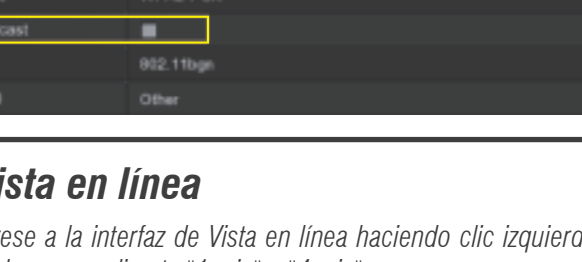 cast
802.11bgn
Other
ista en línea
ese a la interfaz de Vista en línea haciendo clic izquierd